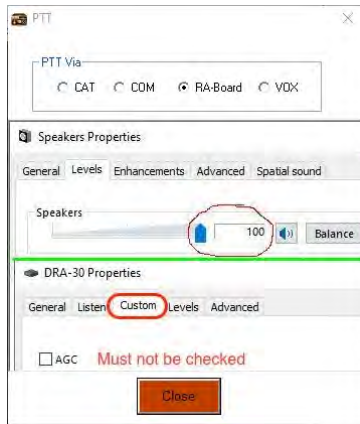 PTT
PTT Via
CAT COM RA-Board VOX
Speakers Properties
General Levels Enhancements Advanced Spatial sound
Speakers
100 Balance
DRA-30 Properties
General Listen Custom Levels Advanced
AGC Must not be checked
Close